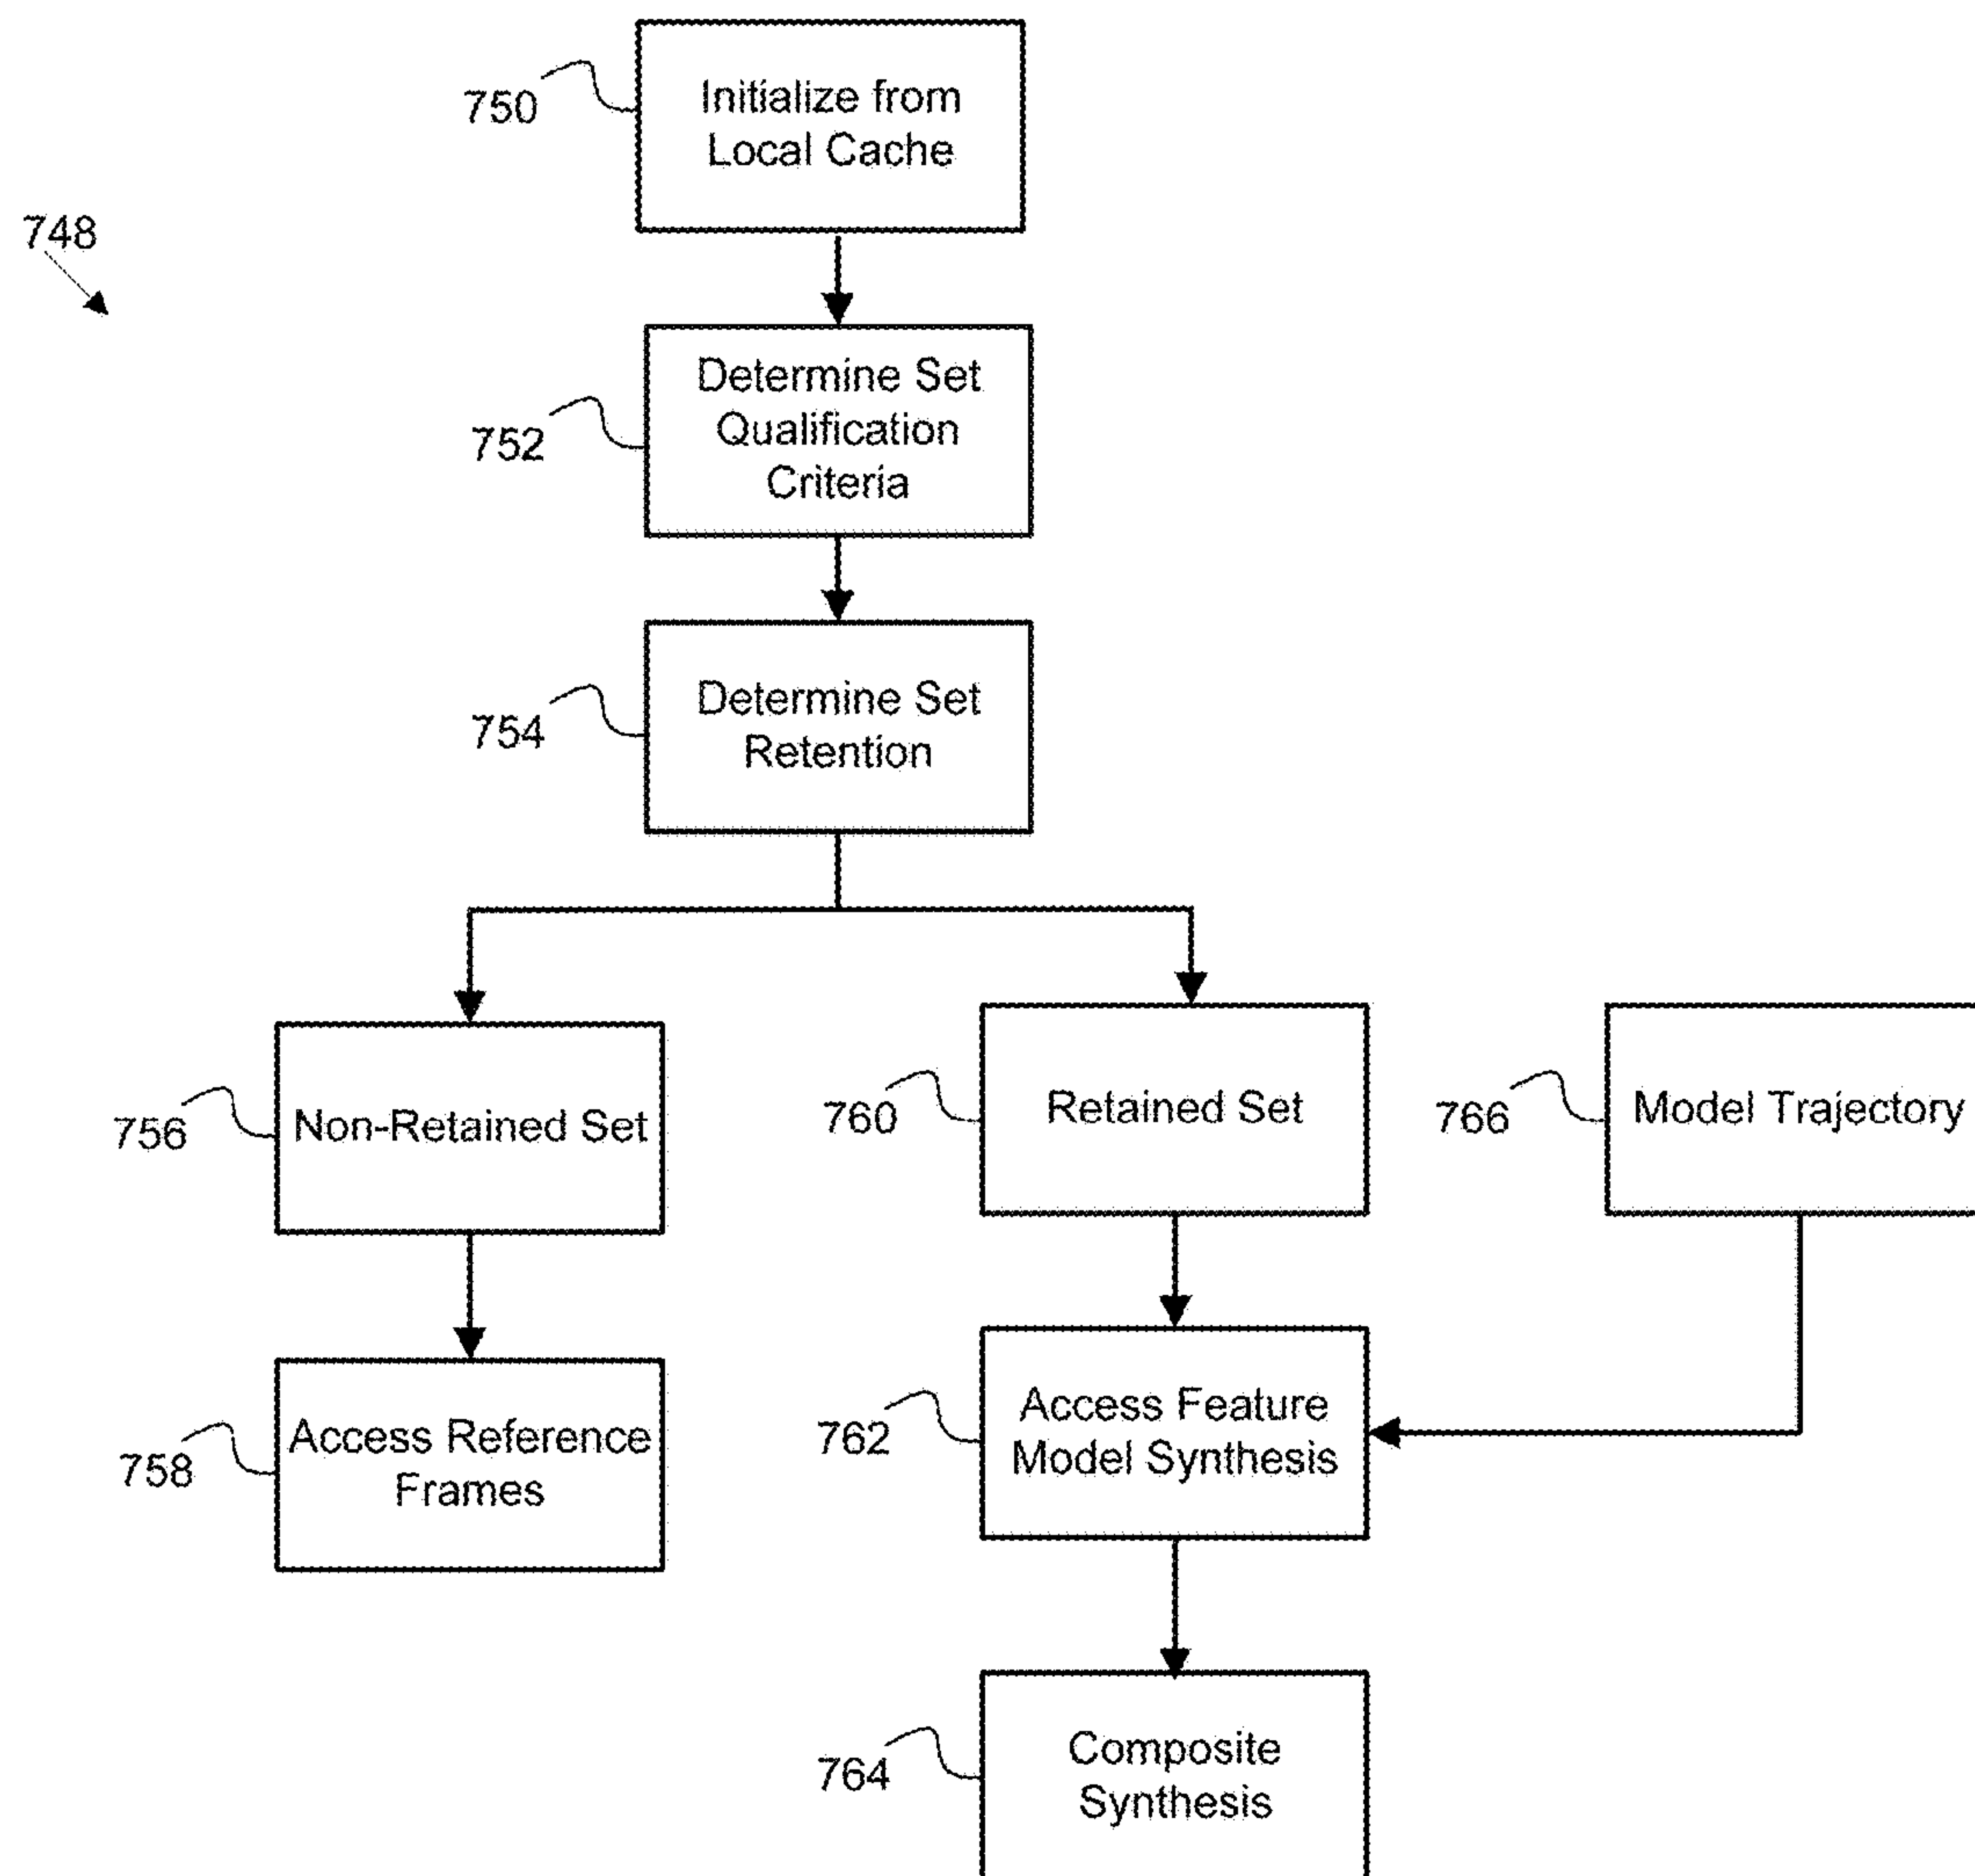 750
Initialize from
Local Cache
748
752
Determine Set
Qualification
Criteria
754
Determine Set
Retention
756
Non-Retained Set
760
Retained Set
766
Model Trajectory
758
Access Reference
Frames
762
Access Feature
Model Synthesis
764
Composite
Synthesis